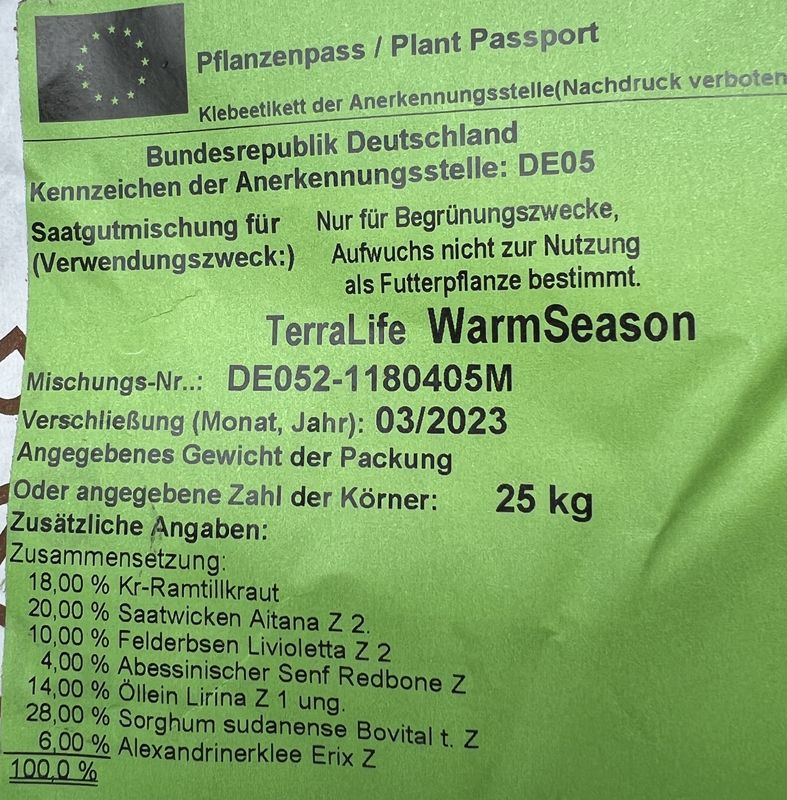 Pflanzenpass / Plant Passport
Klebeetikett der Anerkennungsstelle(Nachdruck verboten
Bundesrepublik Deutschland
Kennzeichen der Anerkennungsstelle: DE05
Saatgutmischung für Nur für Begrünungszwecke,
(Verwendungszweck:) Aufwuchs nicht zur Nutzung
als Futterpflanze bestimmt.
TerraLife WarmSeason
Mischungs-Nr..: DE052-1180405M
Verschließung (Monat, Jahr): 03/2023
Angegebenes Gewicht der Packung
Oder angegebene Zahl der Körner: 25 kg
Zusätzliche Angaben:
Zusammensetzung:
18,00 % Kr-Ramtillkraut
20,00 % Saatwicken Aitana Z 2.
10,00 % Felderbsen Livioletta Z 2
4,00 % Abessinischer Senf Redbone Z
14,00 % Öllein Lirina Z 1 ung.
28,00 % Sorghum sudanense Bovital t. Z
6,00 % Alexandrinerklee Erix Z
100,0 %